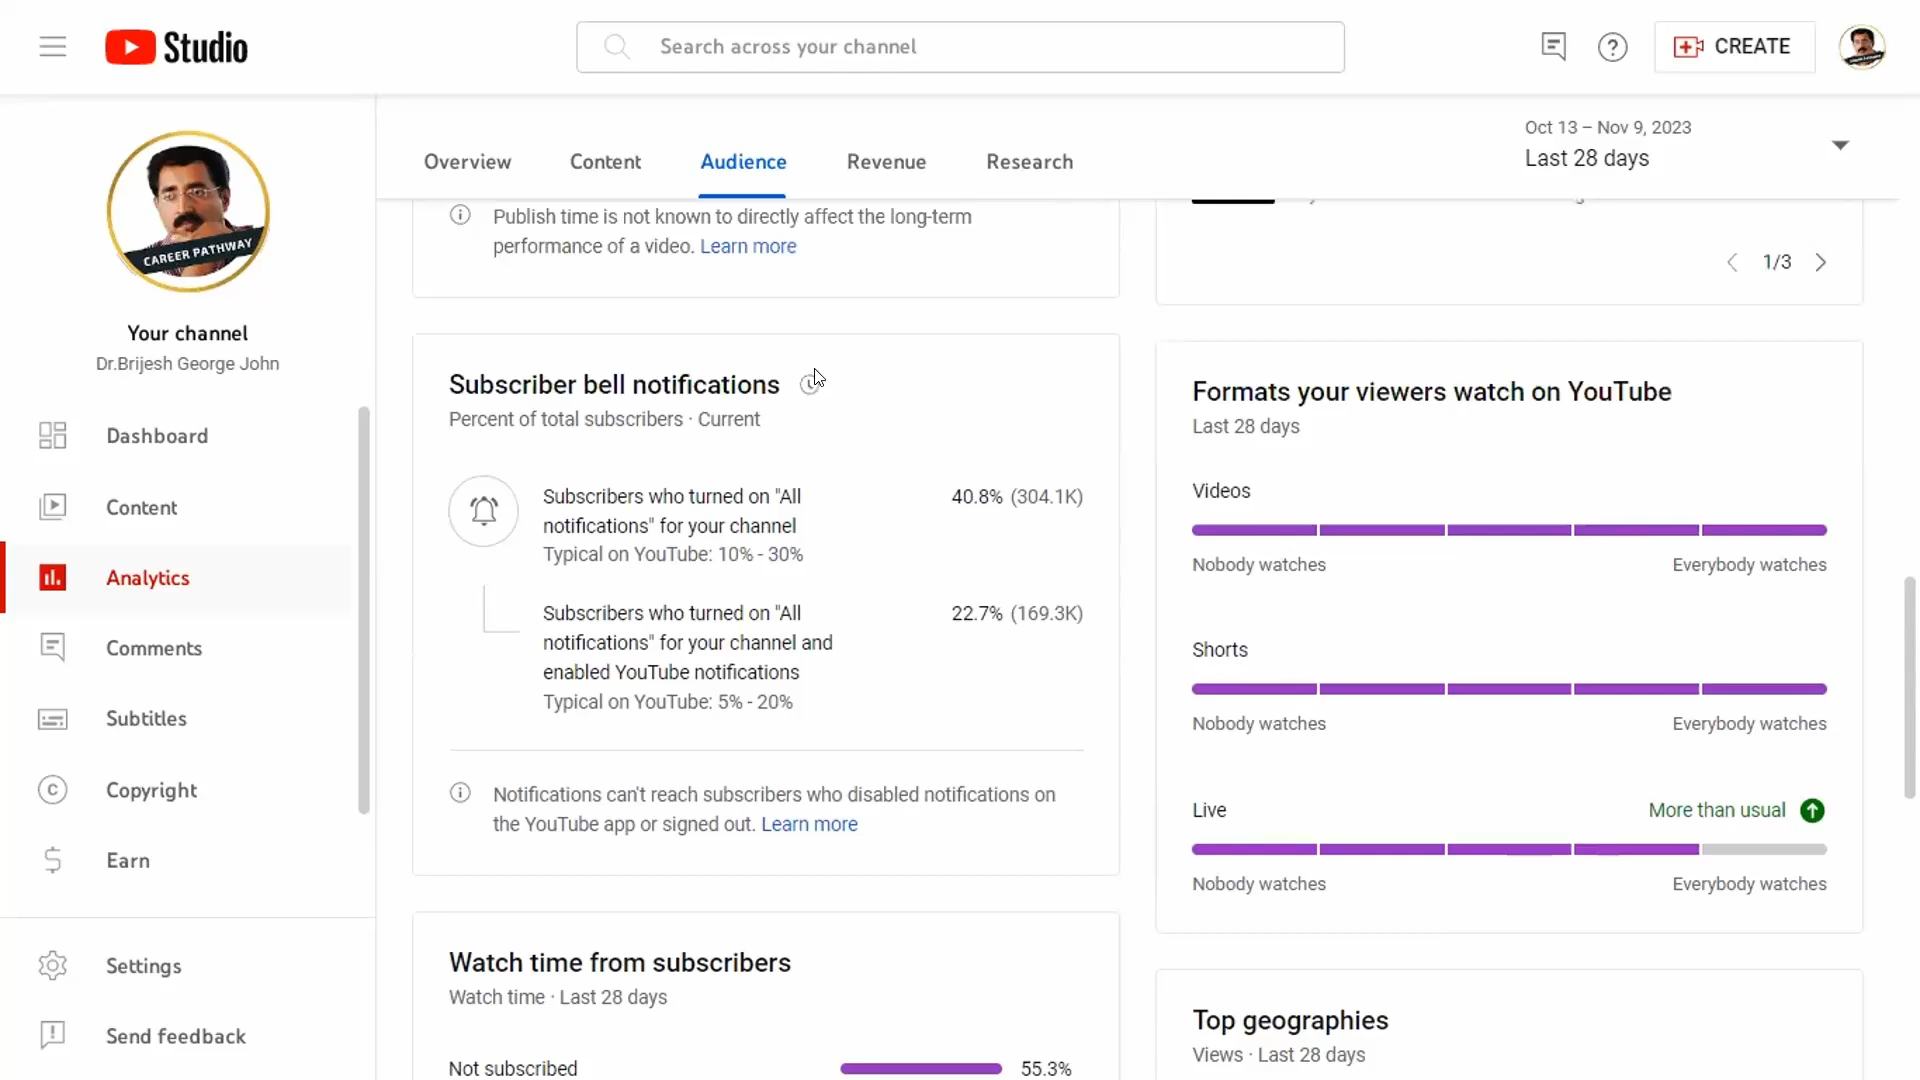 Studio
Search across your channel
CREATE
CAREER PATHWAY
Your channel
Dr.Brijesh George John
Dashboard
Content
Analytics
Comments
Subtitles
Copyright
Earn
Settings
Send feedback
Overview
Content
Audience
Revenue
Research
Oct 13 – Nov 9, 2023
Last 28 days
Publish time is not known to directly affect the long-term
performance of a video. Learn more
1/3
Subscriber bell notifications
Percent of total subscribers · Current
Subscribers who turned on "All
notifications" for your channel
Typical on YouTube: 10% - 30%
40.8% (304.1K)
Subscribers who turned on "All
notifications" for your channel and
enabled YouTube notifications
Typical on YouTube: 5% - 20%
22.7% (169.3K)
Notifications can't reach subscribers who disabled notifications on
the YouTube app or signed out. Learn more
Watch time from subscribers
Watch time · Last 28 days
Not subscribed
55.3%
Formats your viewers watch on YouTube
Last 28 days
Videos
Nobody watches
Everybody watches
Shorts
Nobody watches
Everybody watches
Live
More than usual
Nobody watches
Everybody watches
Top geographies
Views · Last 28 days